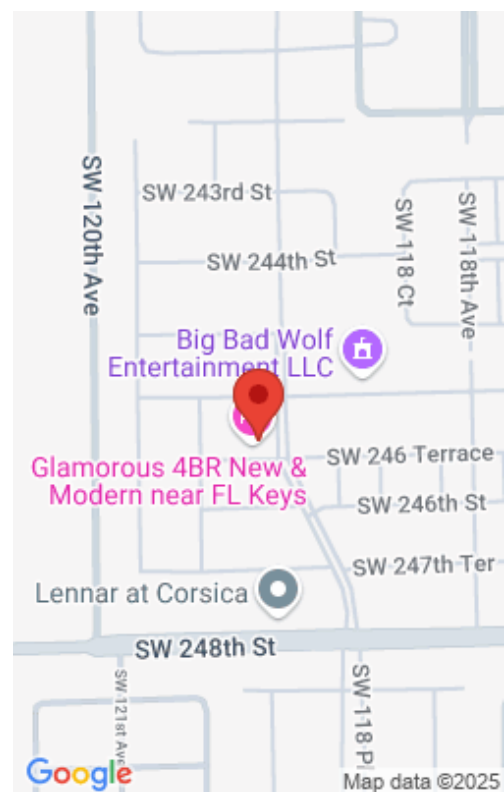 SW 120th Ave
SW 243rd St
SW 118 Ct
SW 118th Ave
SW 244th St
Big Bad Wolf
Entertainment LLC
SW 246 Terrace
Glamorous 4BR New &
Modern near FL Keys
SW 246th St
SW 247th Ter
Lennar at Corsica
SW 248th St
SW 121st Ave
SW 118 Pl
Google
Map data ©2025